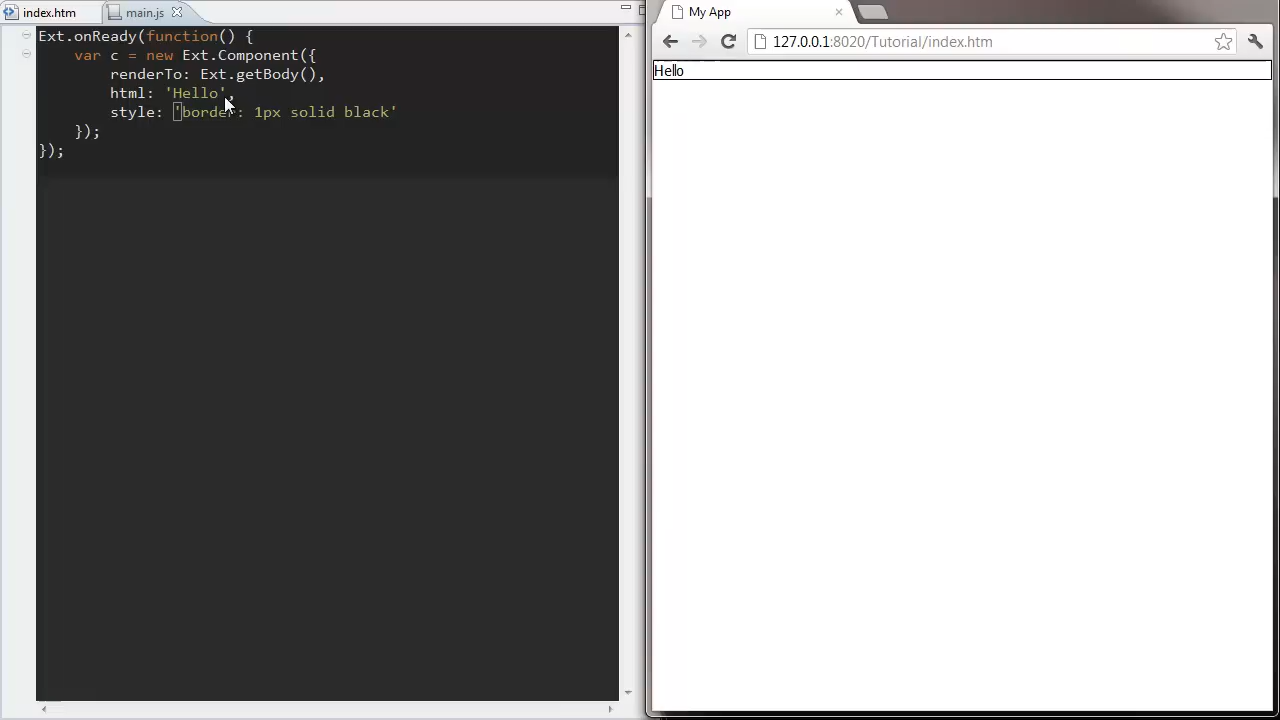 index.htm
main.js
Ext.onReady(function() {
var c = new Ext.Component({
renderTo: Ext.getBody(),
html: 'Hello',
style: 'border: 1px solid black'
});
});
My App
127.0.0.1:8020/Tutorial/index.htm
Hello